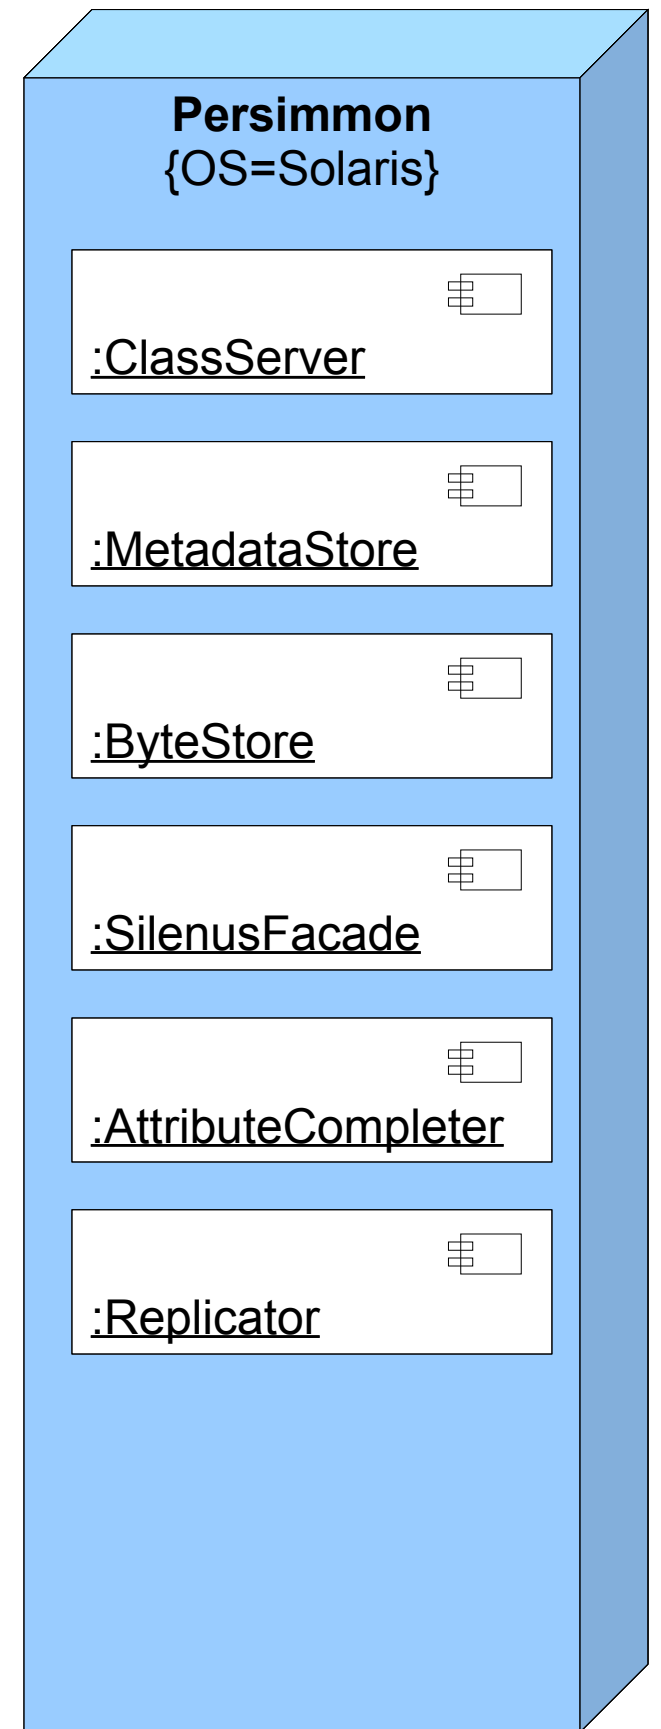 Persimmon
{OS=Solaris}
:ClassServer
:MetadataStore
:ByteStore
:SilenusFacade
:AttributeCompleter
:Replicator